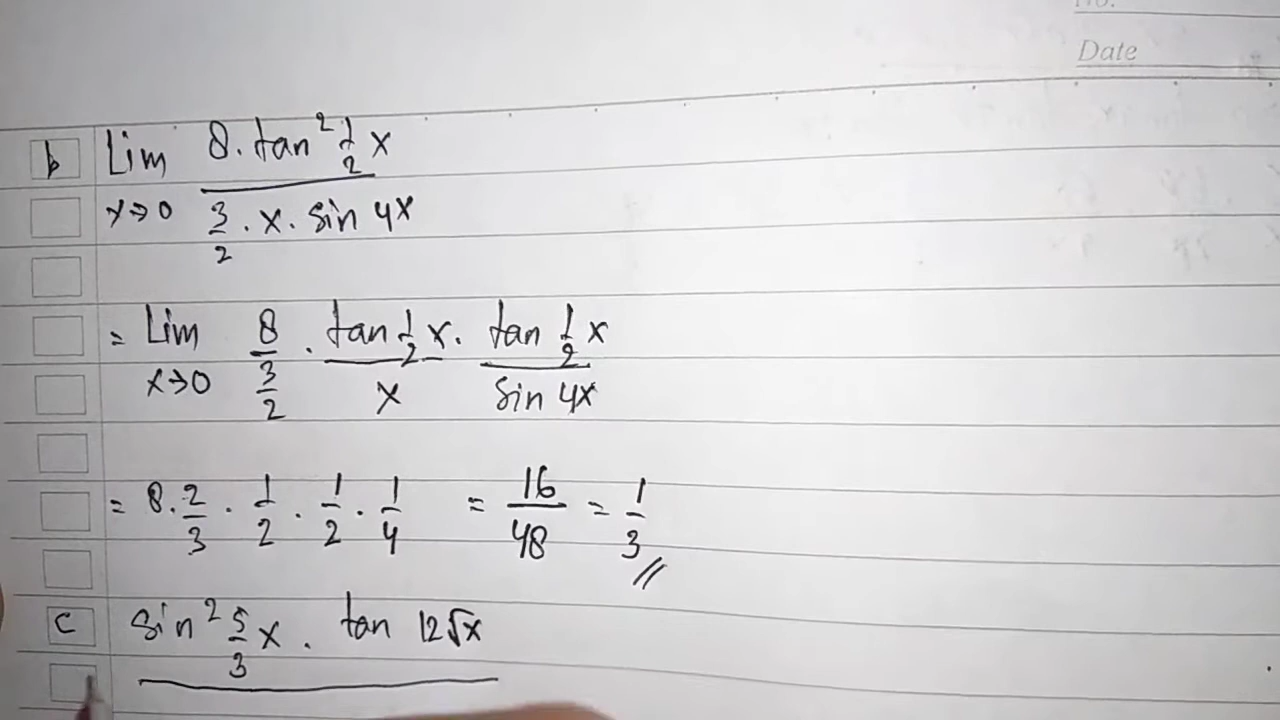 No.
Date
b Lim 8. tan² 1/2 x
x→0 3/2 . x. sin 4x
= Lim 8 . tan 1/2 x. tan 1/2 x
x→0 3/2 x sin 4x
= 8. 2/3 . 1/2 . 1/2 . 1/4 = 16/48 = 1/3 //
c sin² 5/3 x . tan 12√x